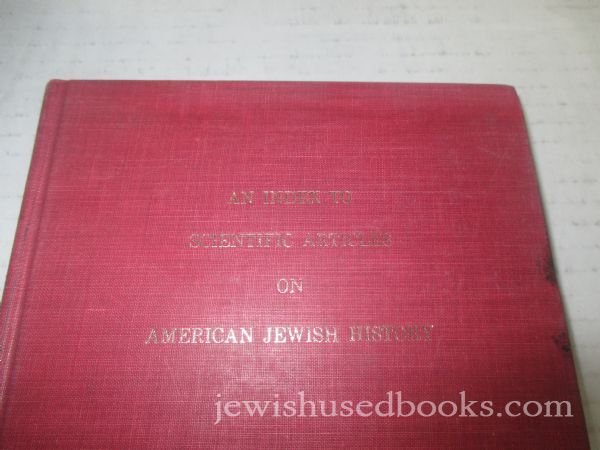 AN INDEX TO
SCIENTIFIC ARTICLES
ON
AMERICAN JEWISH HISTORY
jewishusedbooks.com